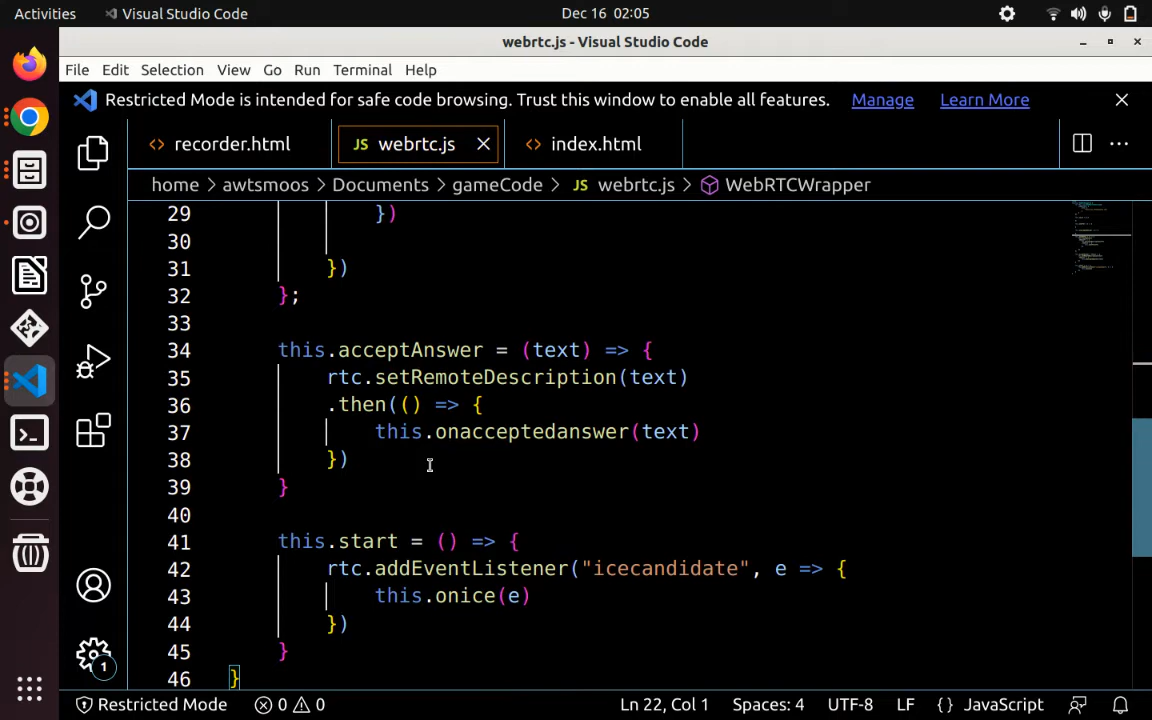 Activities Visual Studio Code Dec 16 02:05
webrtc.js - Visual Studio Code
File Edit Selection View Go Run Terminal Help
Restricted Mode is intended for safe code browsing. Trust this window to enable all features. Manage Learn More
<> recorder.html JS webrtc.js <> index.html
home > awtsmoos > Documents > gameCode > JS webrtc.js > WebRTCWrapper
29 })
30
31 })
32 };
33
34 this.acceptAnswer = (text) => {
35 rtc.setRemoteDescription(text)
36 .then(() => {
37 this.onacceptedanswer(text)
38 })
39 }
40
41 this.start = () => {
42 rtc.addEventListener("icecandidate", e => {
43 this.onice(e)
44 })
45 }
46 }
1
Restricted Mode 0 0 Ln 22, Col 1 Spaces: 4 UTF-8 LF {} JavaScript